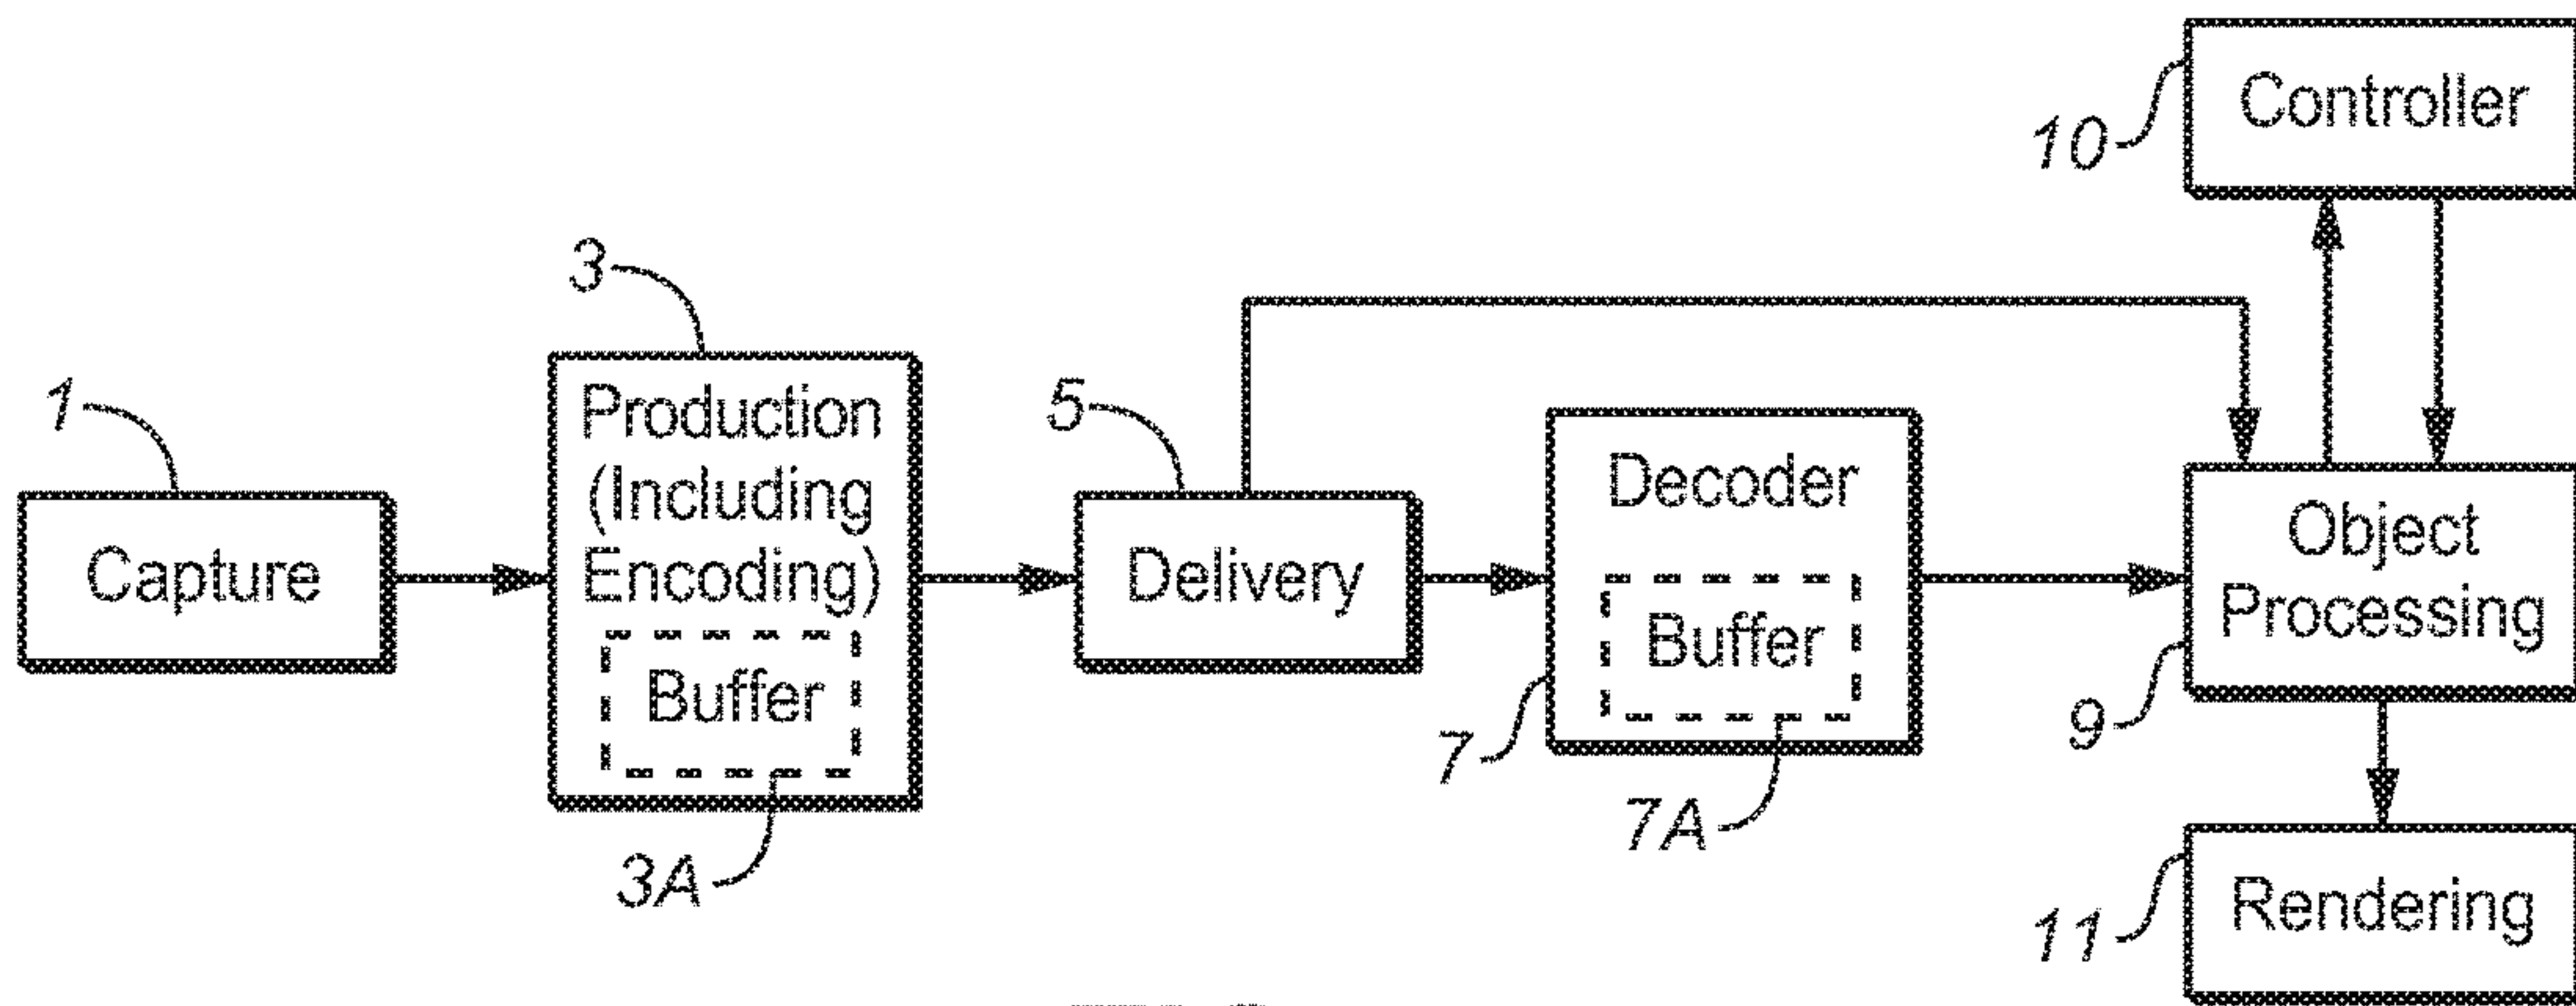 10
Controller
3
1
5
Production
(Including
Encoding)
Buffer
3A
Capture
Delivery
Decoder
Buffer
7
7A
Object
Processing
9
11
Rendering